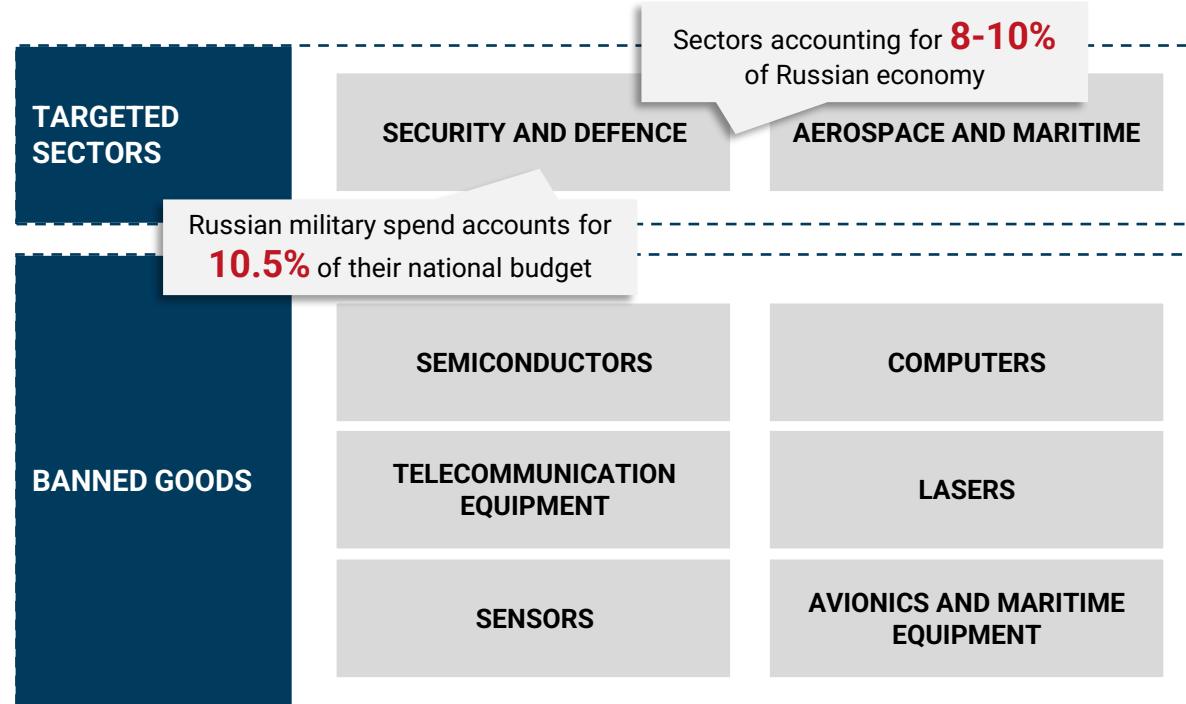 Sectors accounting for 8-10%
of Russian economy
TARGETED
SECTORS
SECURITY AND DEFENCE
AEROSPACE AND MARITIME
Russian military spend accounts for
10.5% of their national budget
BANNED GOODS
SEMICONDUCTORS
COMPUTERS
TELECOMMUNICATION
EQUIPMENT
LASERS
SENSORS
AVIONICS AND MARITIME
EQUIPMENT